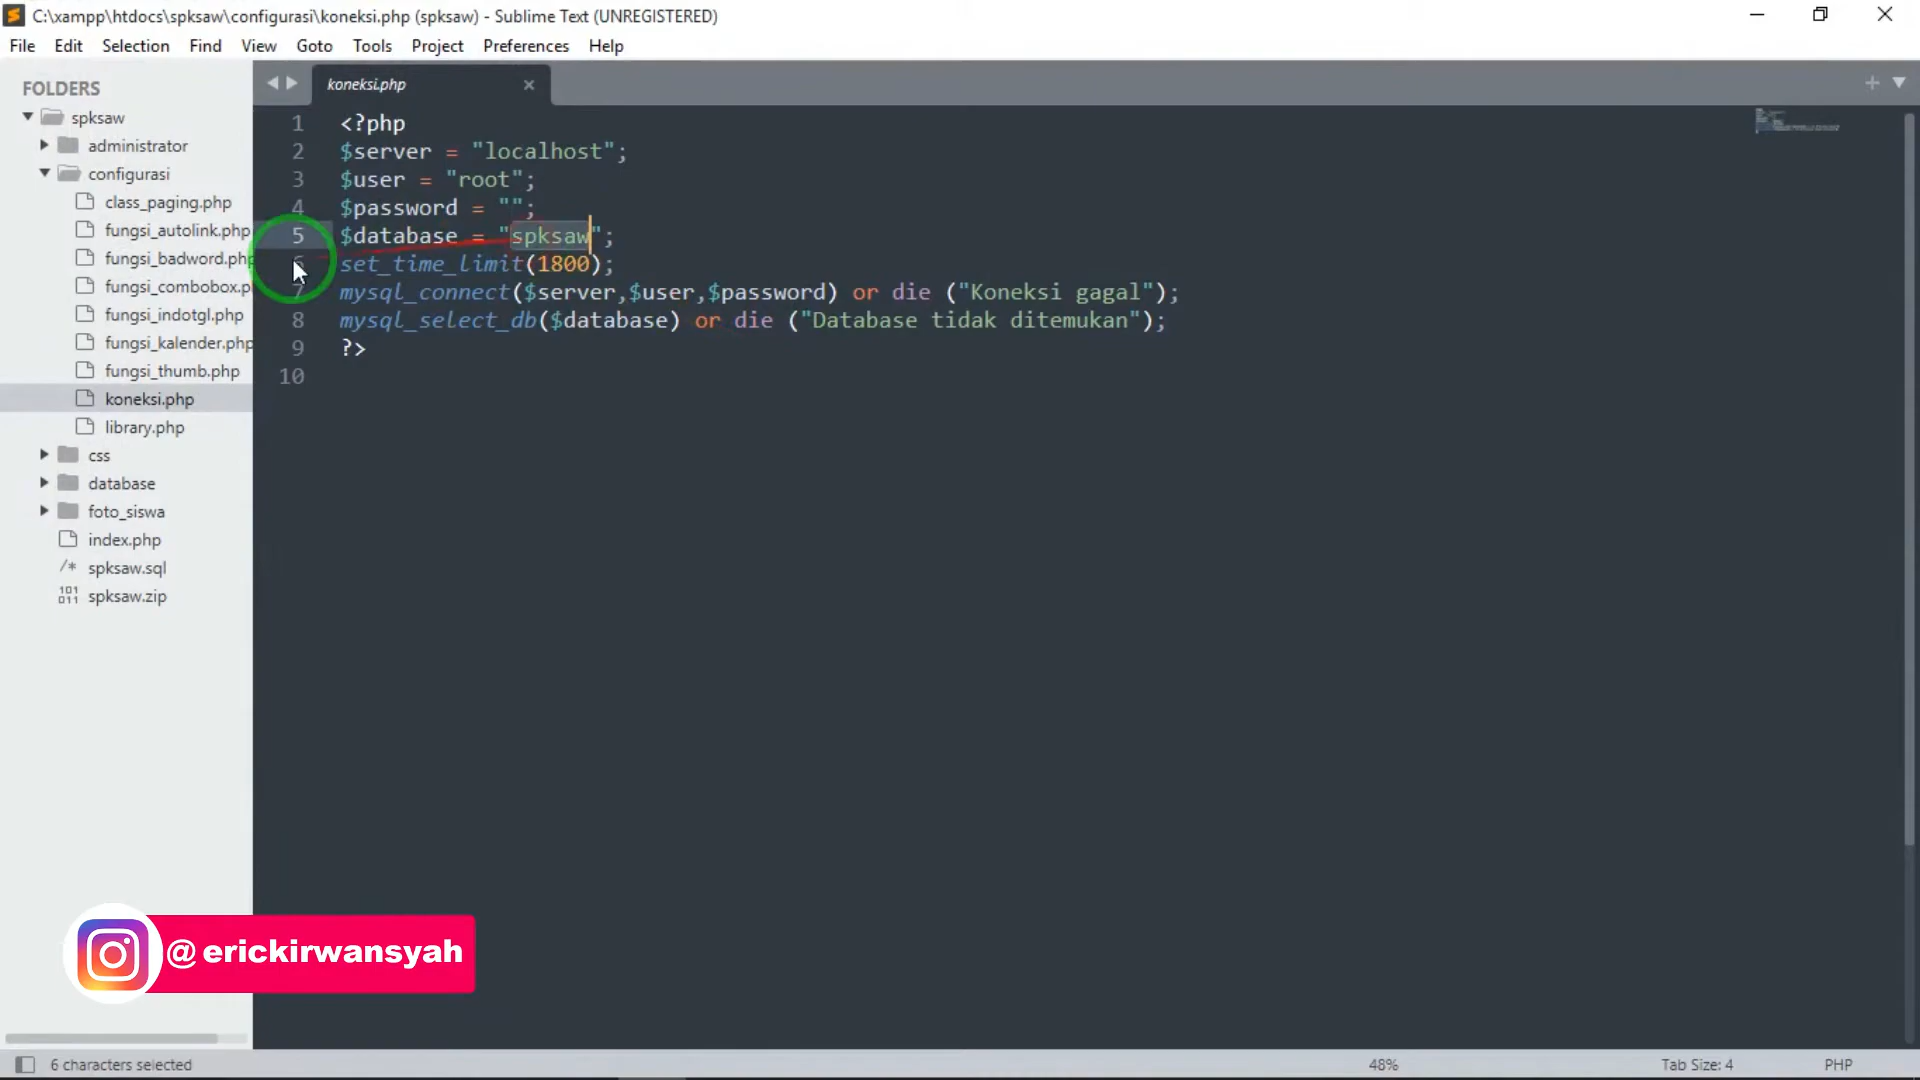 C:\xampp\htdocs\spksaw\configurasi\koneksi.php (spksaw) - Sublime Text (UNREGISTERED)
File Edit Selection Find View Goto Tools Project Preferences Help
FOLDERS
spksaw
administrator
configurasi
class_paging.php
fungsi_autolink.php
fungsi_badword.php
fungsi_combobox.p
fungsi_indotgl.php
fungsi_kalender.php
fungsi_thumb.php
koneksi.php
library.php
css
database
foto_siswa
index.php
/* spksaw.sql
101 011 spksaw.zip
koneksi.php
1 <?php
2 $server = "localhost";
3 $user = "root";
4 $password = "";
5 $database = "spksaw";
6 set_time_limit(1800);
7 mysql_connect($server,$user,$password) or die ("Koneksi gagal");
8 mysql_select_db($database) or die ("Database tidak ditemukan");
9 ?>
10
@erickirwansyah
6 characters selected 48% Tab Size: 4 PHP